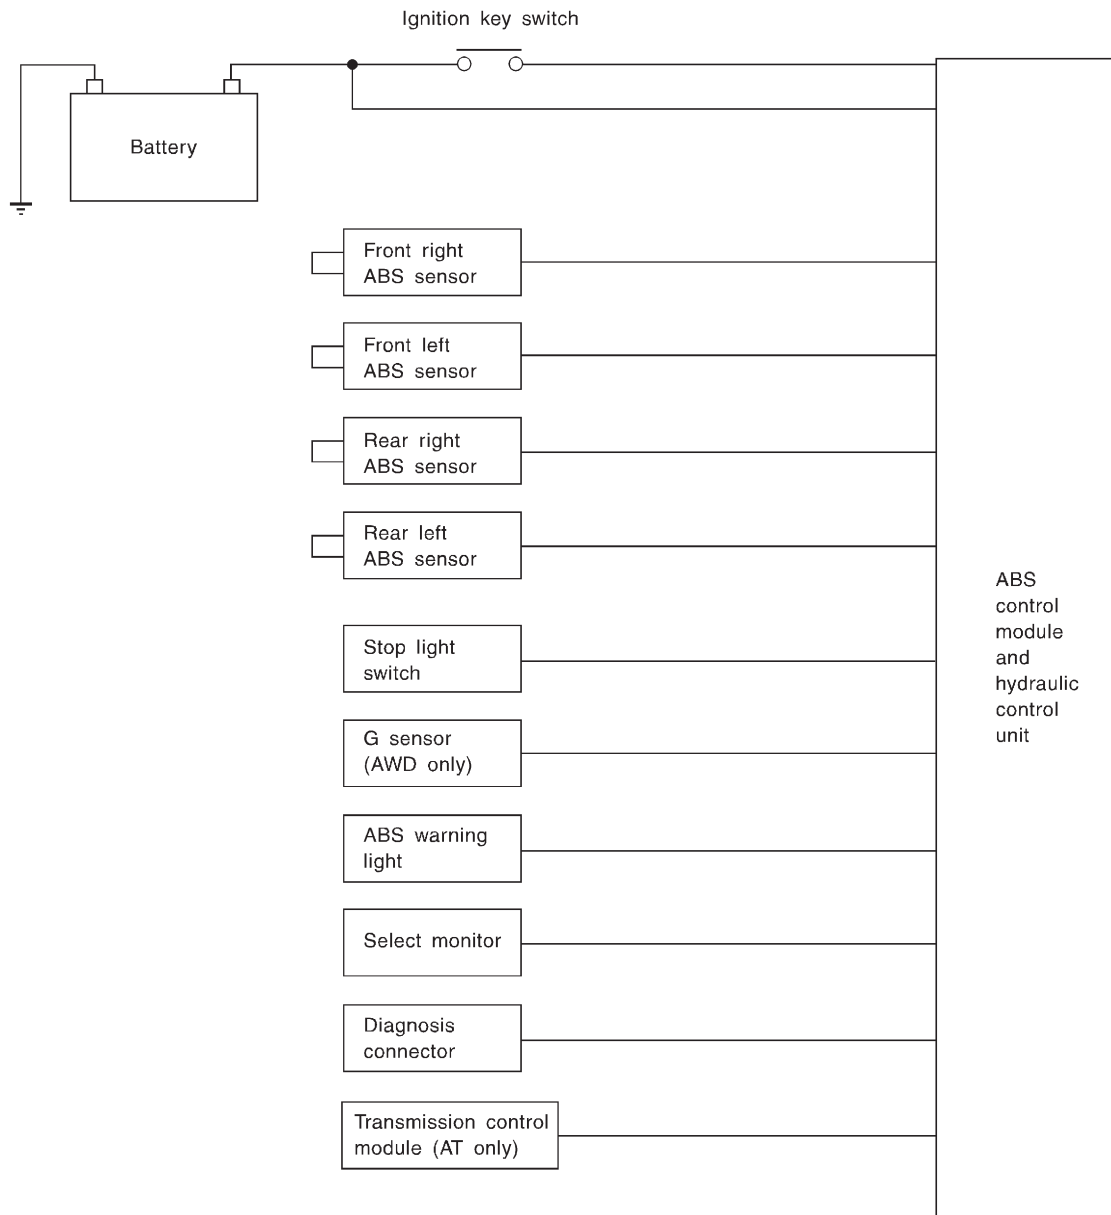 Ignition key switch
Battery
Front right
ABS sensor
Front left
ABS sensor
Rear right
ABS sensor
Rear left
ABS sensor
Stop light
switch
G sensor
(AWD only)
ABS warning
light
Select monitor
Diagnosis
connector
Transmission control
module (AT only)
ABS
control
module
and
hydraulic
control
unit